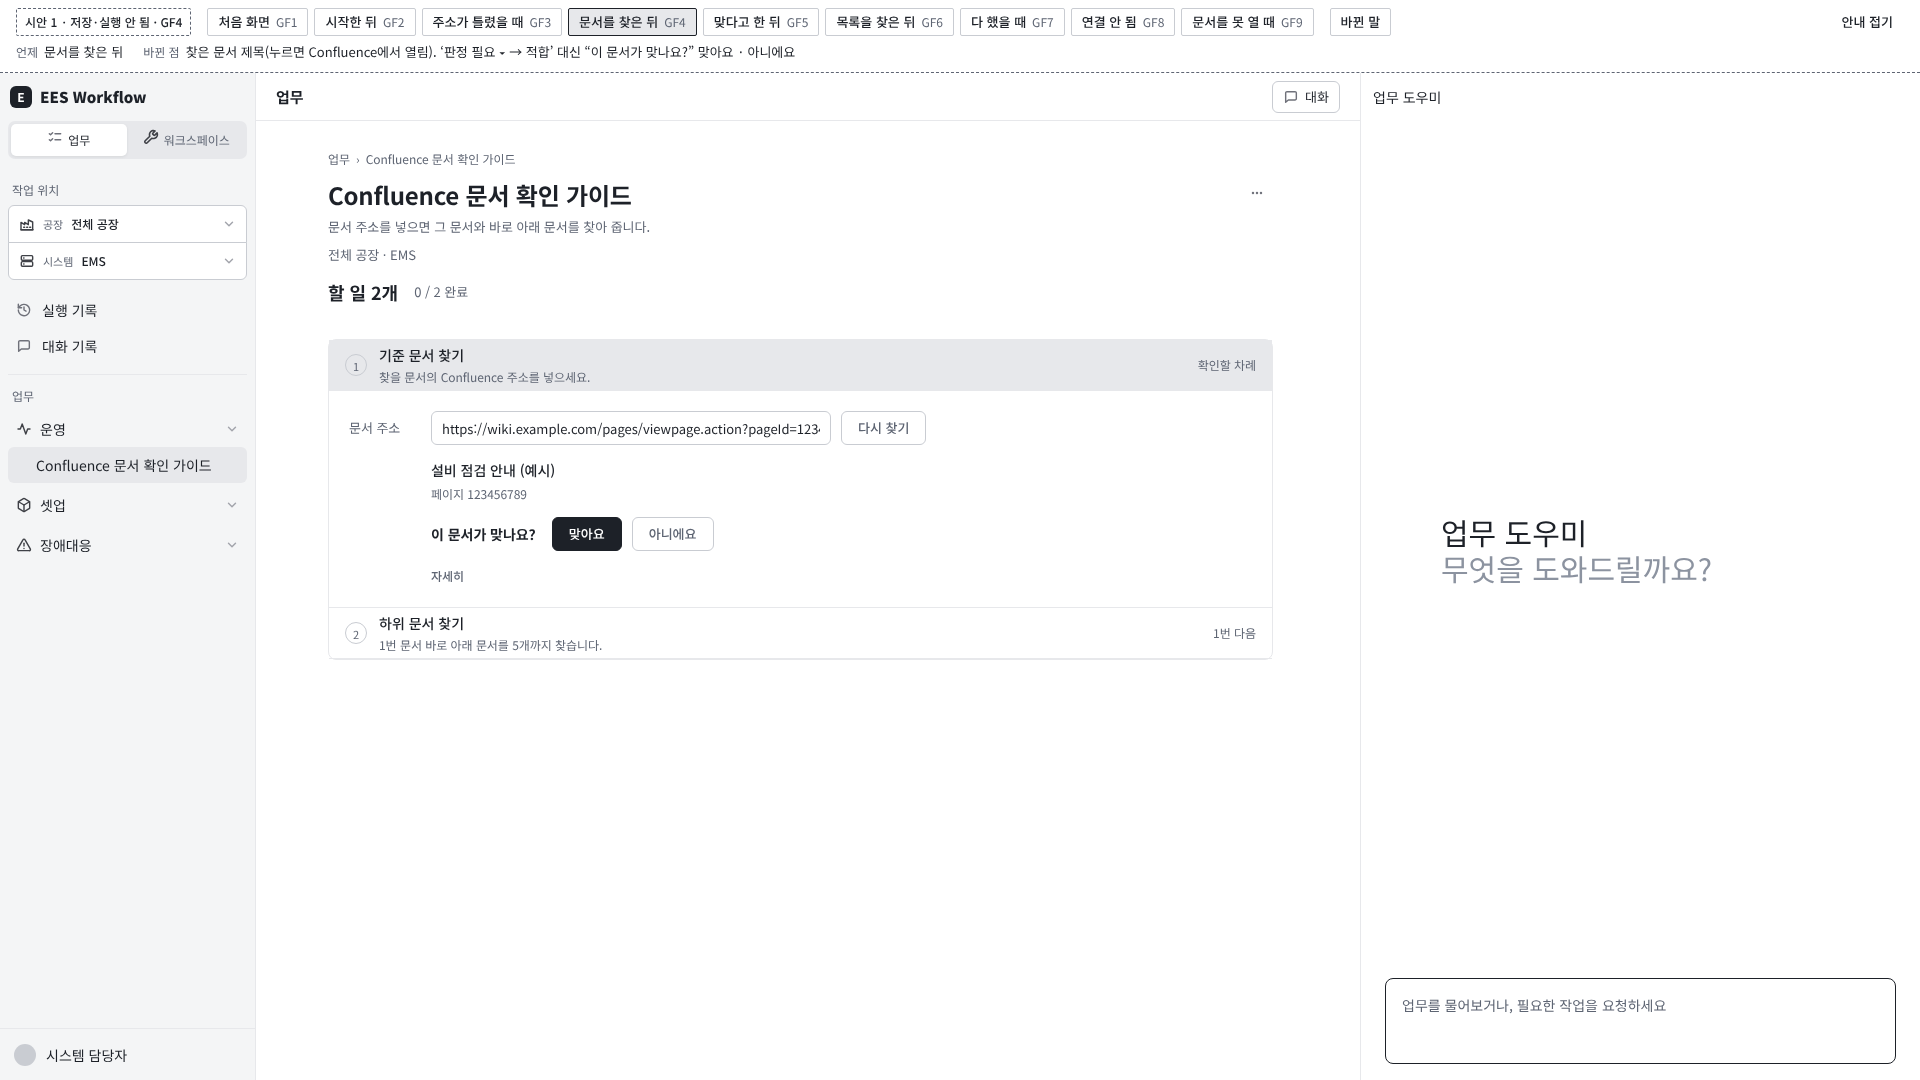 시안 1 · 저장·실행 안 됨 · GF4
처음 화면 GF1
시작한 뒤 GF2
주소가 틀렸을 때 GF3
문서를 찾은 뒤 GF4
맞다고 한 뒤 GF5
목록을 찾은 뒤 GF6
다 했을 때 GF7
연결 안 됨 GF8
문서를 못 열 때 GF9
바뀐 말
안내 접기
언제 문서를 찾은 뒤 바뀐 점 찾은 문서 제목(누르면 Confluence에서 열림). ‘판정 필요 ▾ → 적합’ 대신 “이 문서가 맞나요?” 맞아요 · 아니에요
E EES Workflow
업무
워크스페이스
작업 위치
공장 전체 공장
시스템 EMS
실행 기록
대화 기록
업무
운영
Confluence 문서 확인 가이드
셋업
장애대응
시스템 담당자
업무
대화
업무 › Confluence 문서 확인 가이드
Confluence 문서 확인 가이드
···
문서 주소를 넣으면 그 문서와 바로 아래 문서를 찾아 줍니다.
전체 공장 · EMS
할 일 2개 0 / 2 완료
1 기준 문서 찾기
찾을 문서의 Confluence 주소를 넣으세요.
확인할 차례
문서 주소
https://wiki.example.com/pages/viewpage.action?pageId=1234
다시 찾기
설비 점검 안내 (예시)
페이지 123456789
이 문서가 맞나요? 맞아요 아니에요
자세히
2 하위 문서 찾기
1번 문서 바로 아래 문서를 5개까지 찾습니다.
1번 다음
업무 도우미
업무 도우미
무엇을 도와드릴까요?
업무를 물어보거나, 필요한 작업을 요청하세요